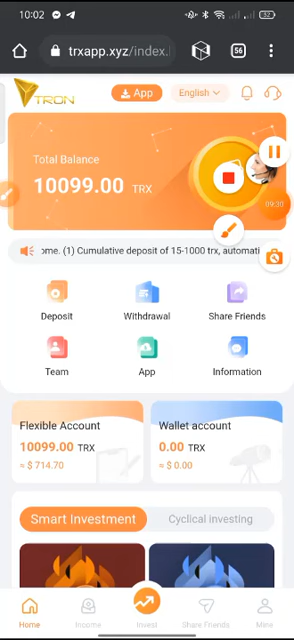 10:02
32
trxapp.xyz/index.
56
TRON
App
English
Total Balance
10099.00 TRX
09:30
ome. (1) Cumulative deposit of 15-1000 trx, automati
Deposit
Withdrawal
Share Friends
Team
App
Information
Flexible Account
10099.00 TRX
≈ $ 714.70
Wallet account
0.00 TRX
≈ $ 0.00
Smart Investment
Cyclical investing
Home
Income
Invest
Share Friends
Mine